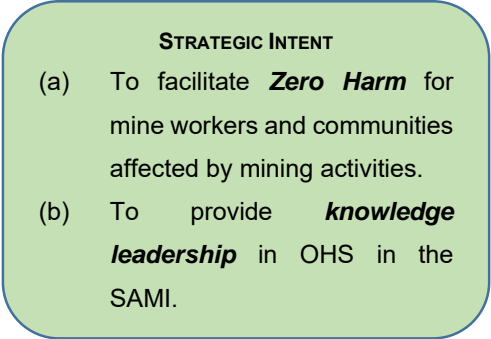 STRATEGIC INTENT
(a) To facilitate Zero Harm for
mine workers and communities
affected by mining activities.
(b) To provide knowledge
leadership in OHS in the
SAMI.